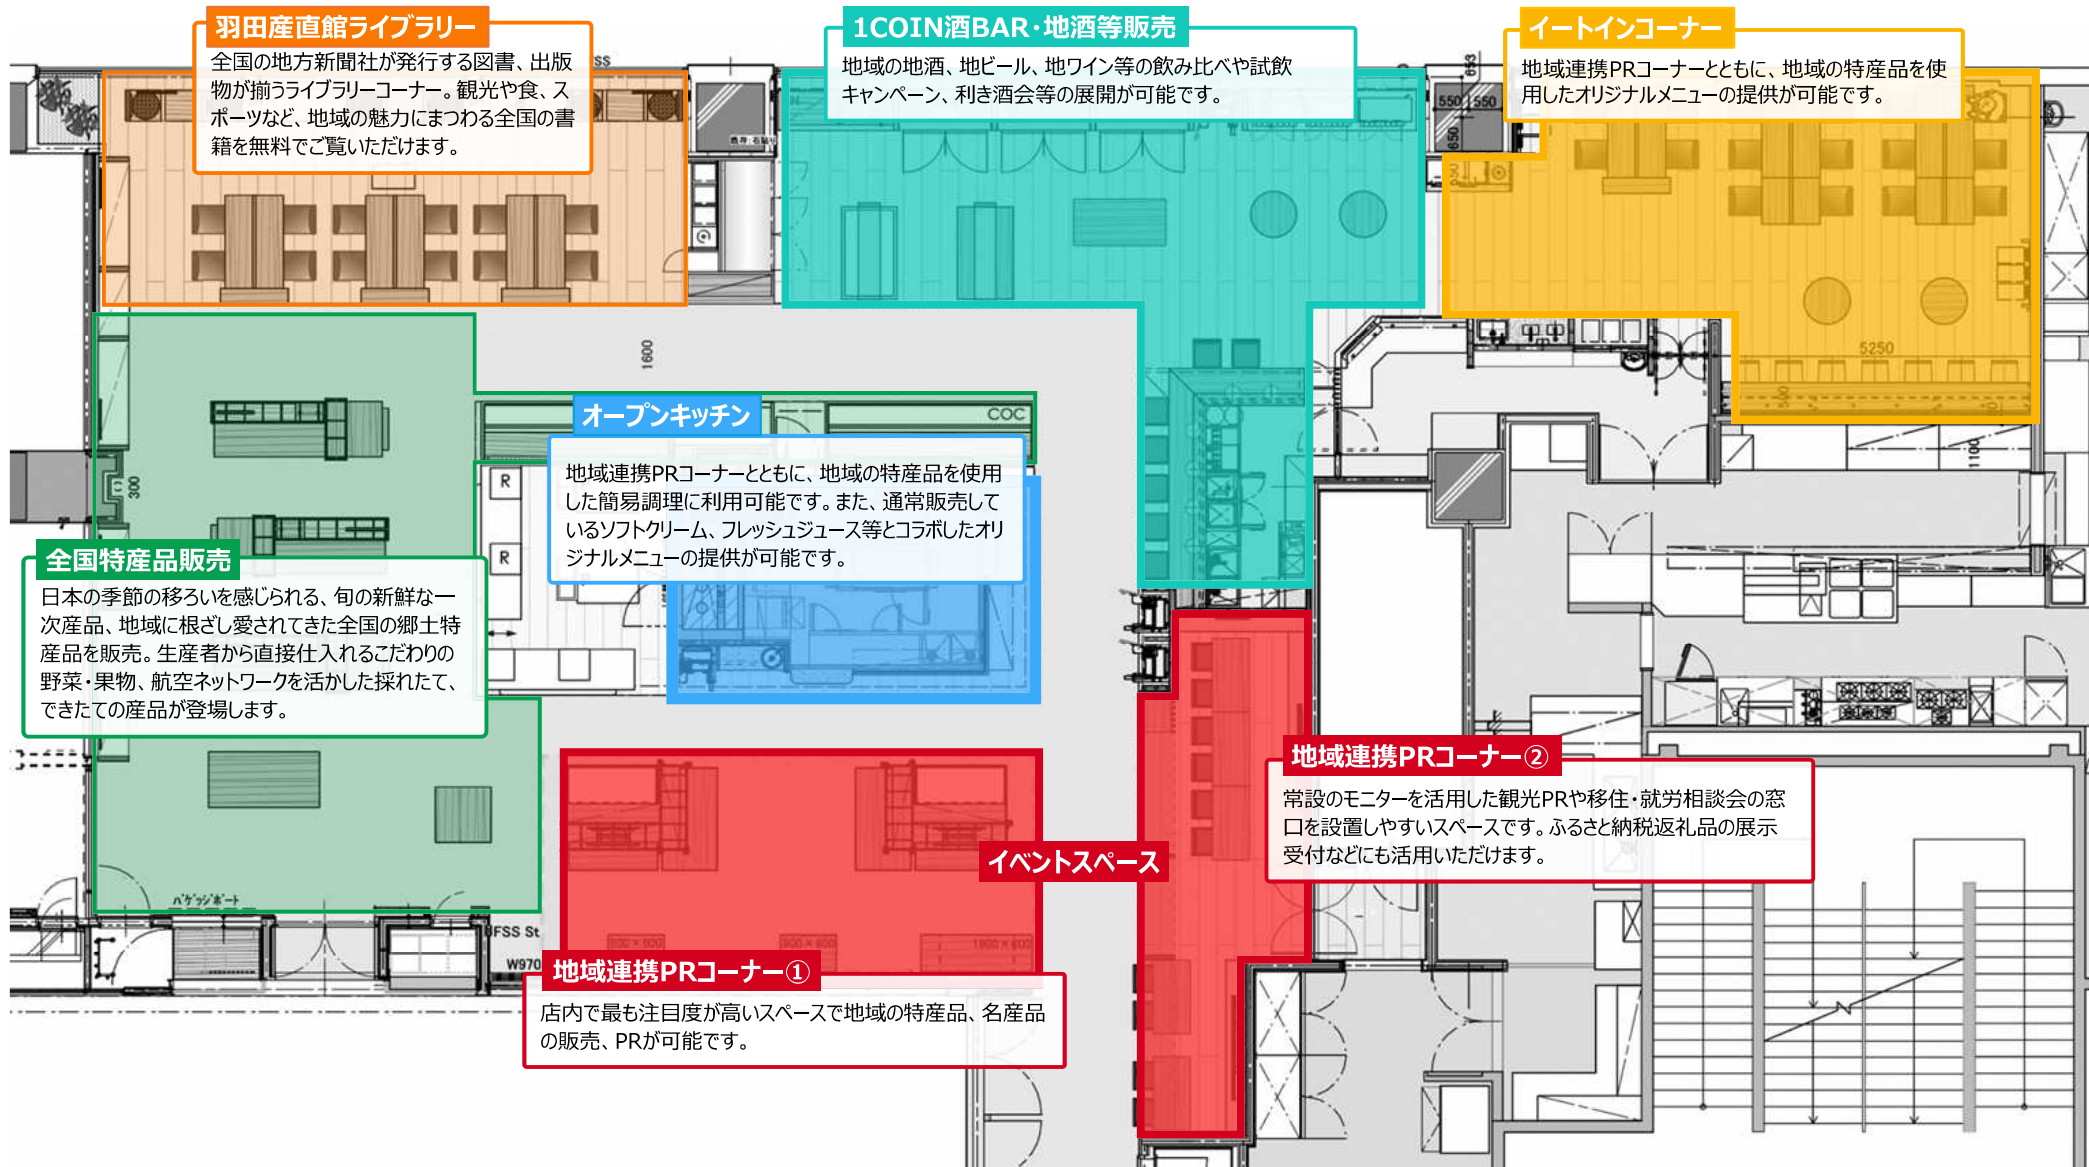 羽田産直館ライブラリー
全国の地方新聞社が発行する図書、出版
物が揃うライブラリーコーナー。観光や食、ス
ポーツなど、地域の魅力にまつわる全国の書
籍を無料でご覧いただけます。
1COIN酒BAR・地酒等販売
地域の地酒、地ビール、地ワイン等の飲み比べや試飲
キャンペーン、利き酒会等の展開が可能です。
イートインコーナー
地域連携PRコーナーとともに、地域の特産品を使
用したオリジナルメニューの提供が可能です。
SS
693
550 550
650
1600
5250
1100
COC
オープンキッチン
地域連携PRコーナーとともに、地域の特産品を使用
した簡易調理に利用可能です。また、通常販売して
いるソフトクリーム、フレッシュジュース等とコラボしたオリ
ジナルメニューの提供が可能です。
R
R
300
全国特産品販売
日本の季節の移ろいを感じられる、旬の新鮮な一
次産品、地域に根ざし愛されてきた全国の郷土特
産品を販売。生産者から直接仕入れるこだわりの
野菜・果物、航空ネットワークを活かした採れたて、
できたての産品が登場します。
地域連携PRコーナー②
常設のモニターを活用した観光PRや移住・就労相談会の窓
口を設置しやすいスペースです。ふるさと納税返礼品の展示
受付などにも活用いただけます。
イベントスペース
バゲッジポート
FSS St
W970
地域連携PRコーナー①
店内で最も注目度が高いスペースで地域の特産品、名産品
の販売、PRが可能です。